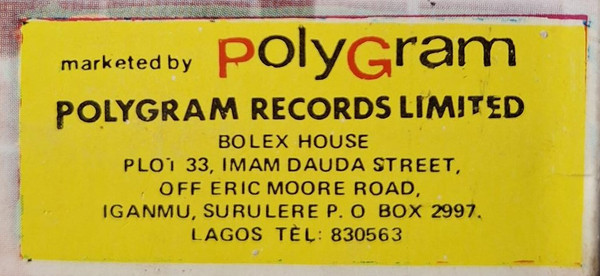 marketed by PolyGram
POLYGRAM RECORDS LIMITED
BOLEX HOUSE
PLOT 33, IMAM DAUDA STREET,
OFF ERIC MOORE ROAD,
IGANMU, SURULERE P. O BOX 2997.
LAGOS TEL: 830563